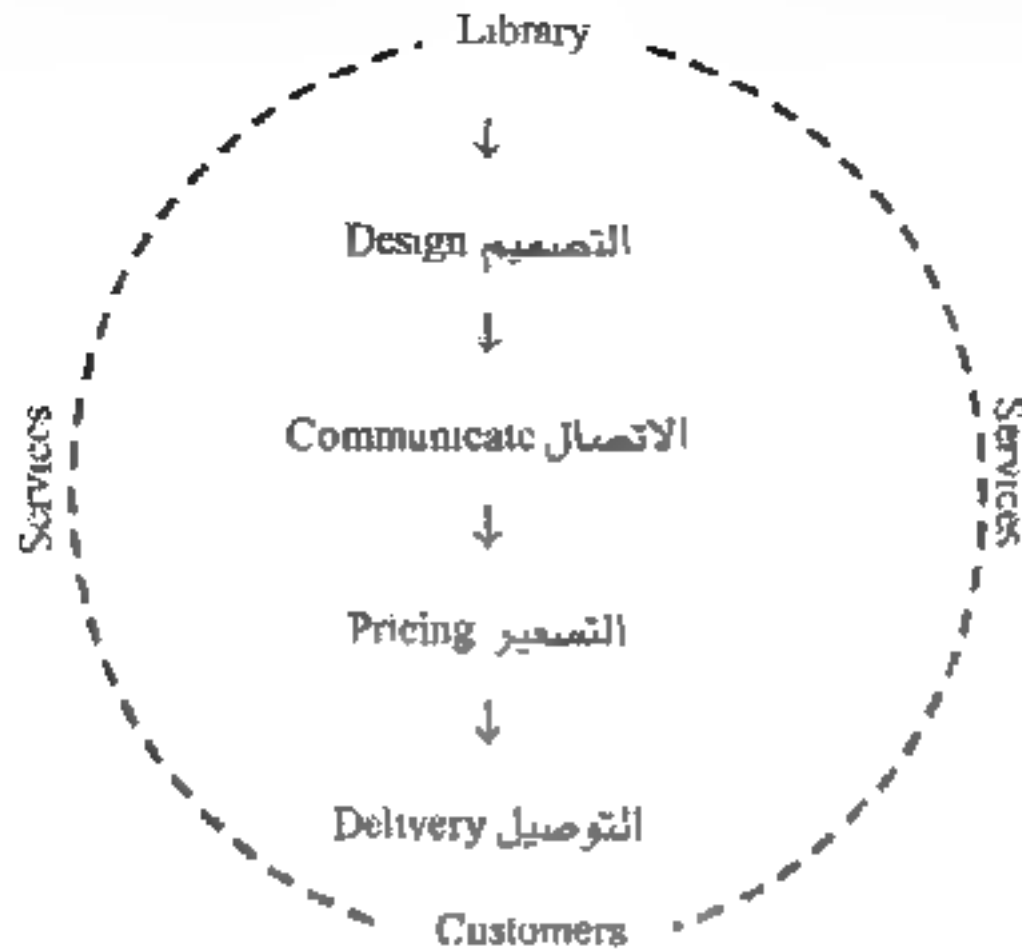 Library
Design التصميم
Services
Services
Communicate الاتصال
Pricing التسعير
Delivery التوصيل
Customers